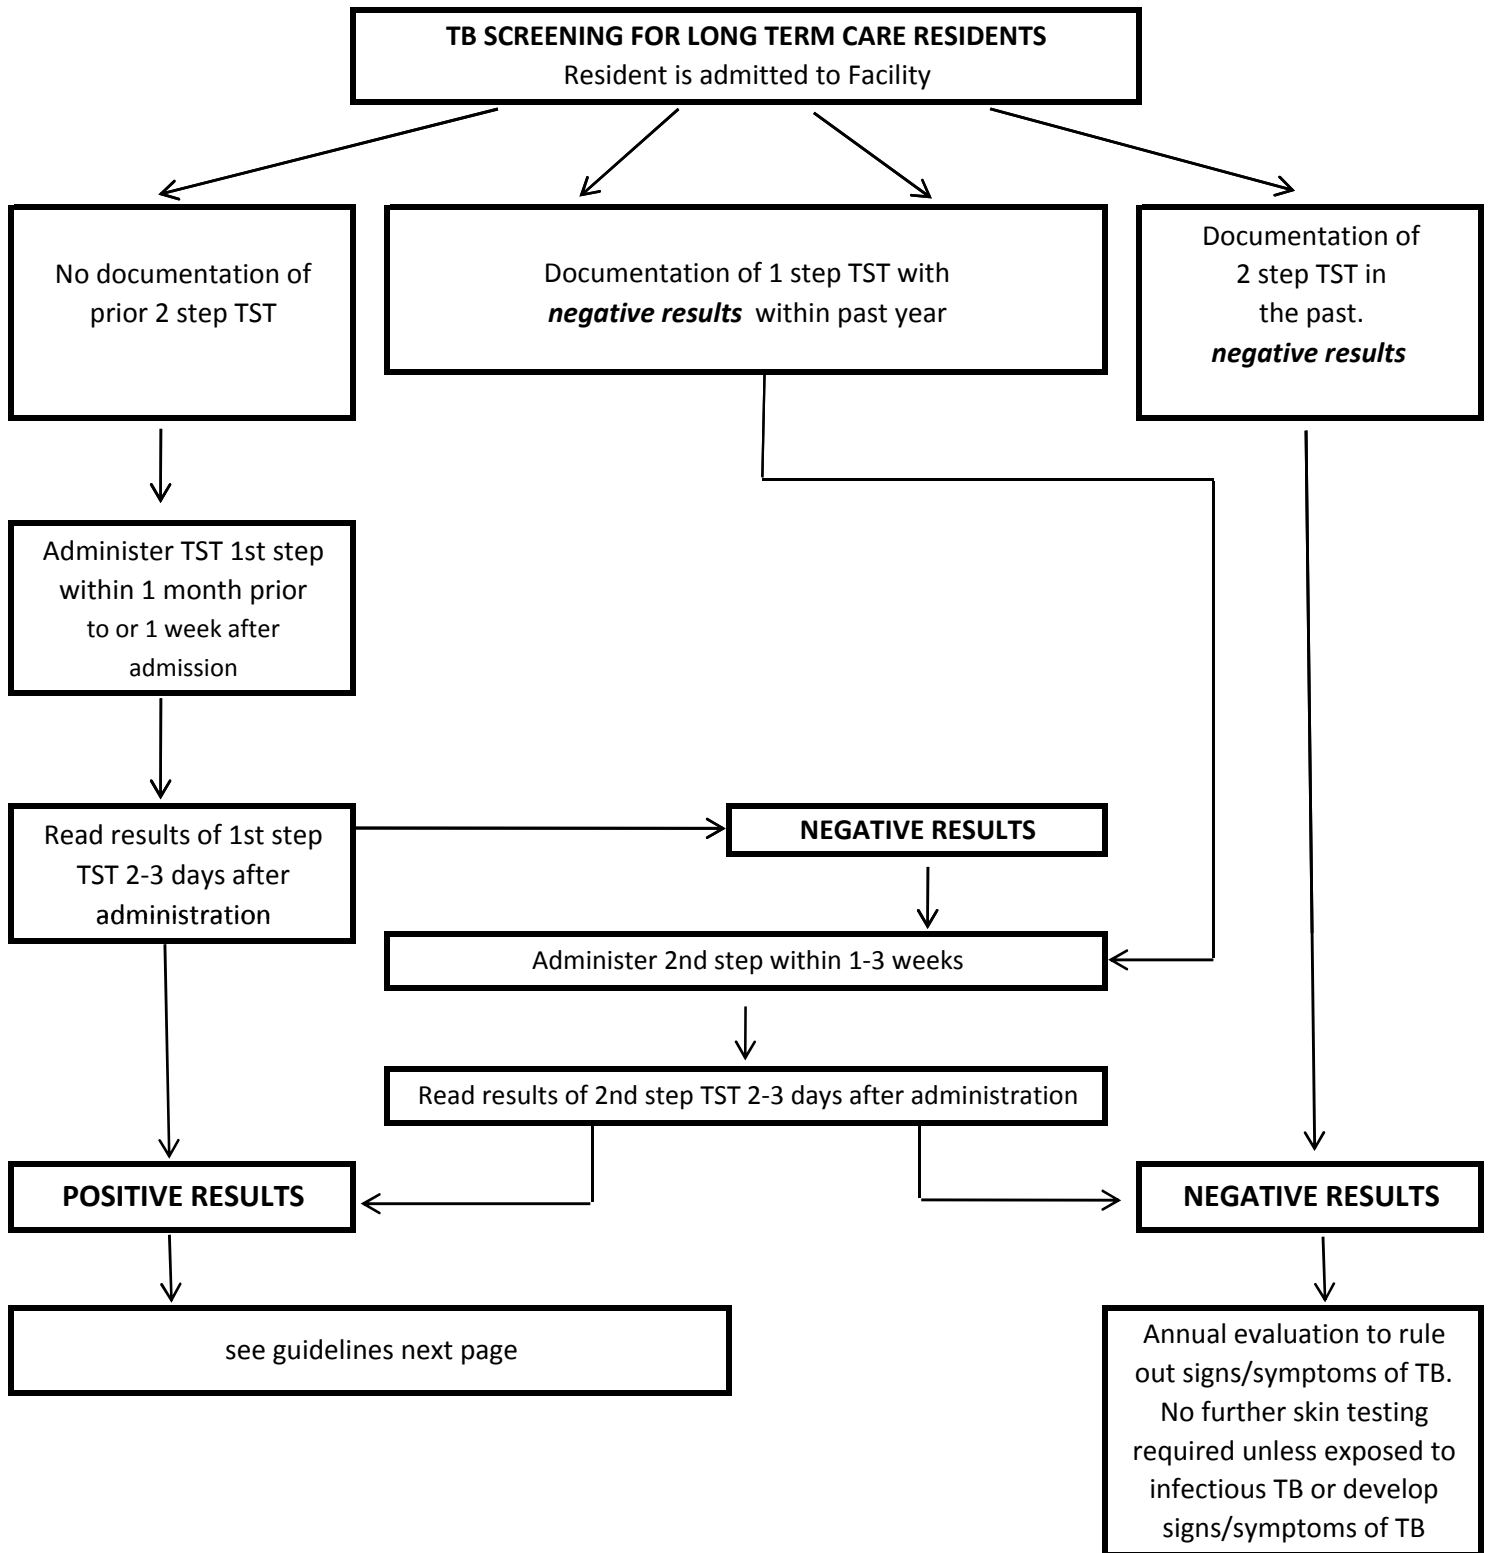 TB SCREENING FOR LONG TERM CARE RESIDENTS
Resident is admitted to Facility
No documentation of
prior 2 step TST
Documentation of 1 step TST with
negative results within past year
Documentation of
2 step TST in
the past.
negative results
Administer TST 1st step
within 1 month prior
to or 1 week after
admission
Read results of 1st step
TST 2-3 days after
administration
NEGATIVE RESULTS
Administer 2nd step within 1-3 weeks
Read results of 2nd step TST 2-3 days after administration
POSITIVE RESULTS
NEGATIVE RESULTS
see guidelines next page
Annual evaluation to rule
out signs/symptoms of TB.
No further skin testing
required unless exposed to
infectious TB or develop
signs/symptoms of TB